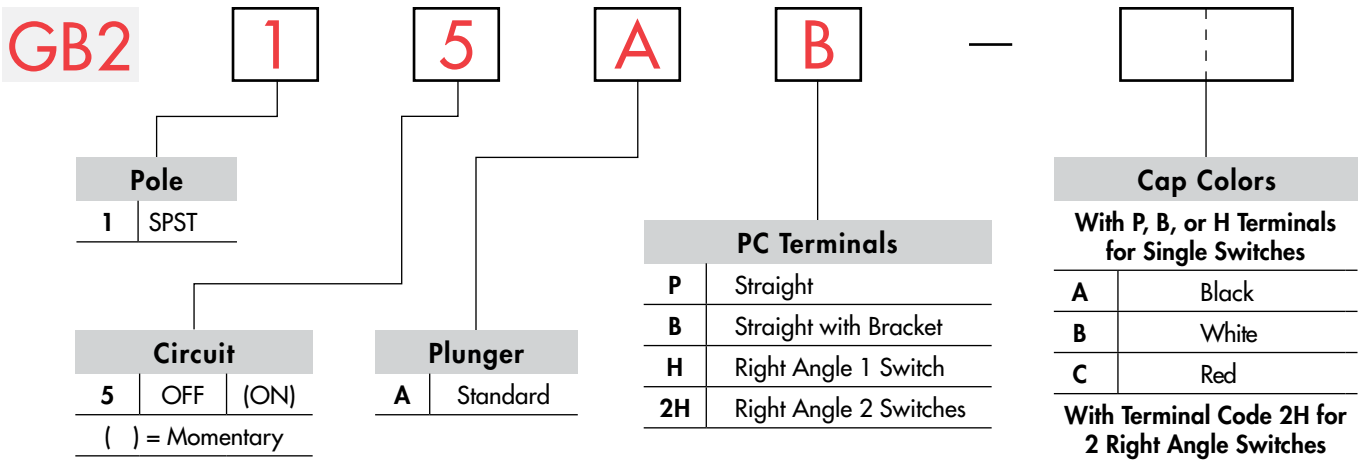 GB2 1 5 A B —
Pole
1 SPST
Circuit
5 OFF (ON)
( ) = Momentary
Plunger
A Standard
PC Terminals
P Straight
B Straight with Bracket
H Right Angle 1 Switch
2H Right Angle 2 Switches
Cap Colors
With P, B, or H Terminals
for Single Switches
A Black
B White
C Red
With Terminal Code 2H for
2 Right Angle Switches